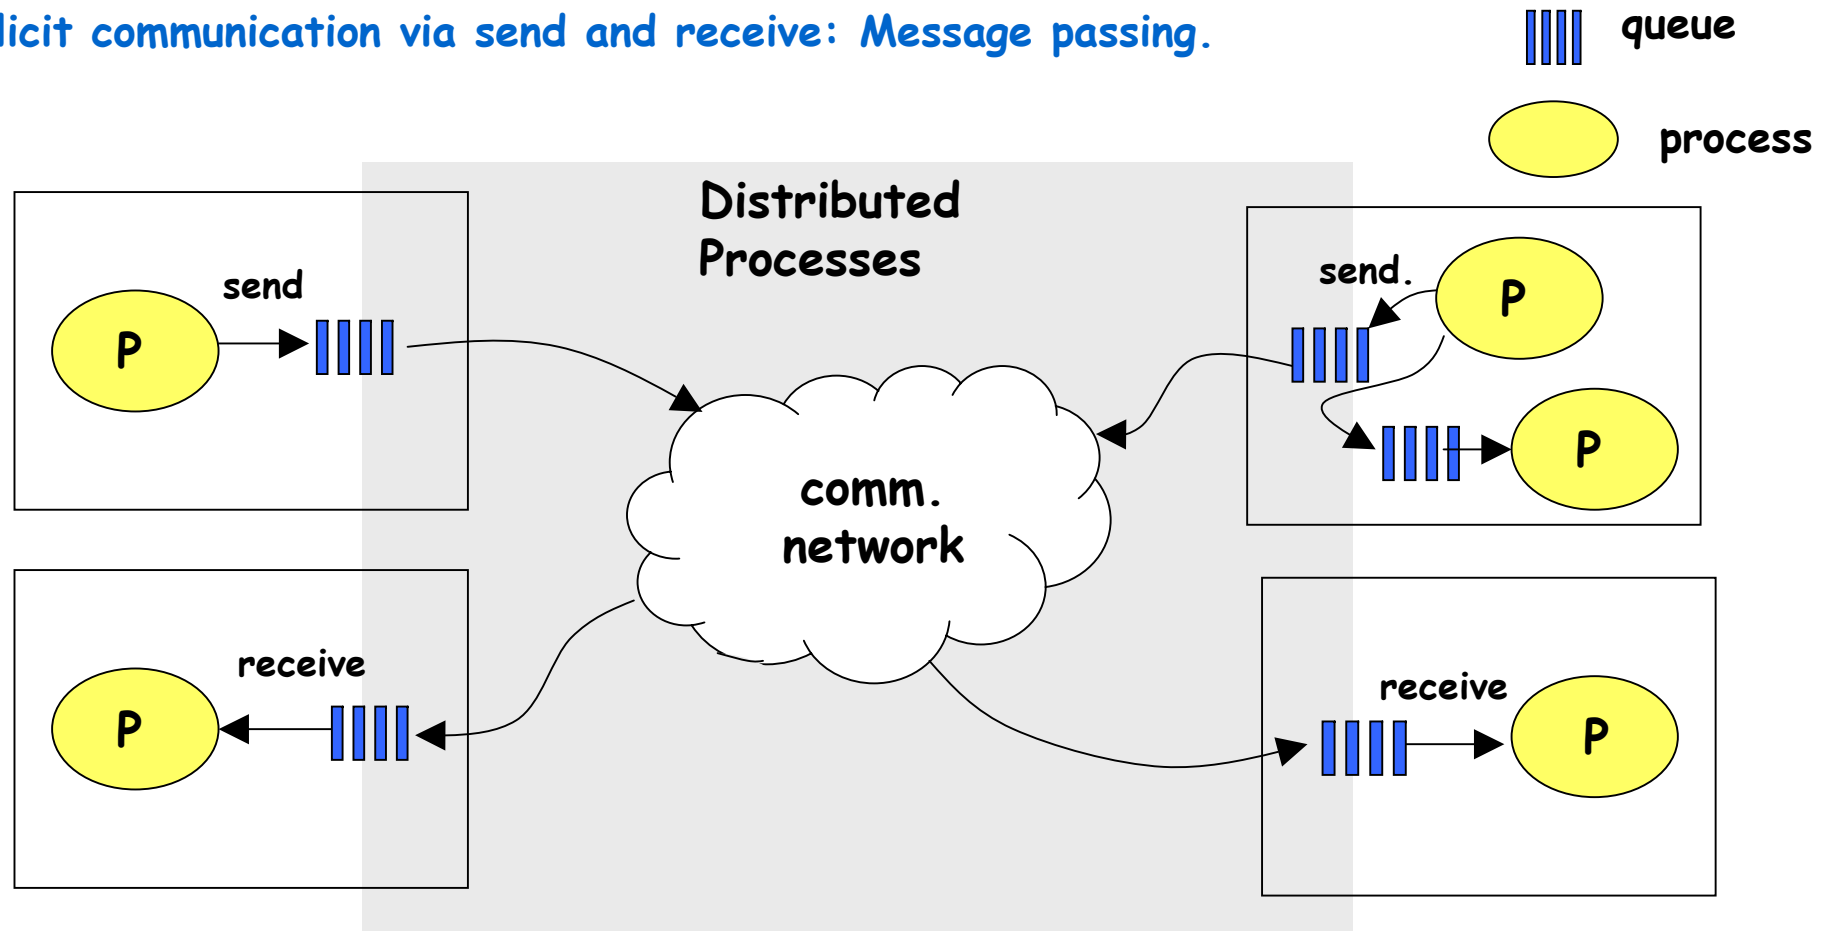 licit communication via send and receive: Message passing.
queue
process
Distributed
Processes
send
P
send.
P
P
comm.
network
receive
P
receive
P